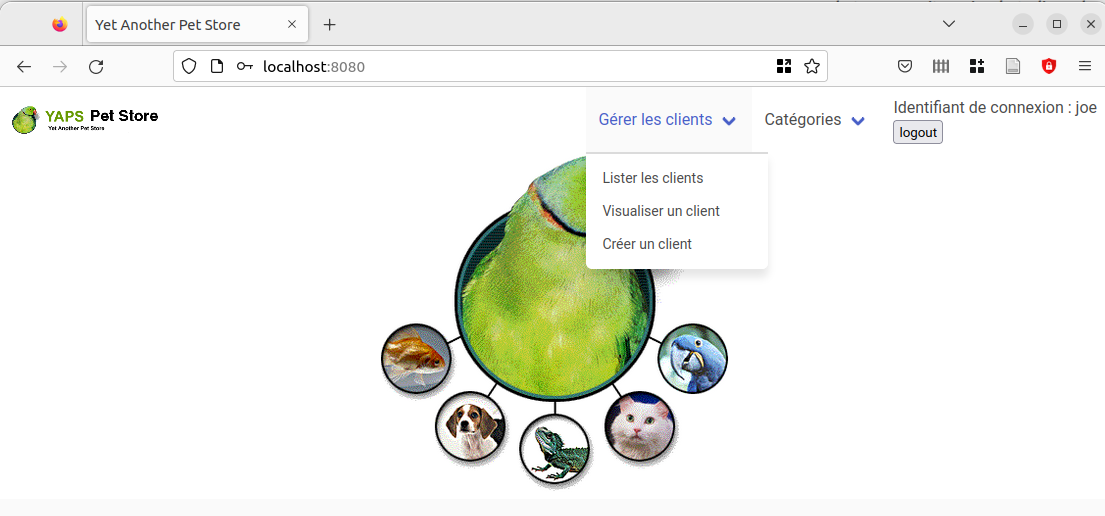 Yet Another Pet Store
localhost:8080
YAPS Pet Store
Yet Another Pet Store
Gérer les clients
Catégories
Identifiant de connexion : joe
logout
Lister les clients
Visualiser un client
Créer un client